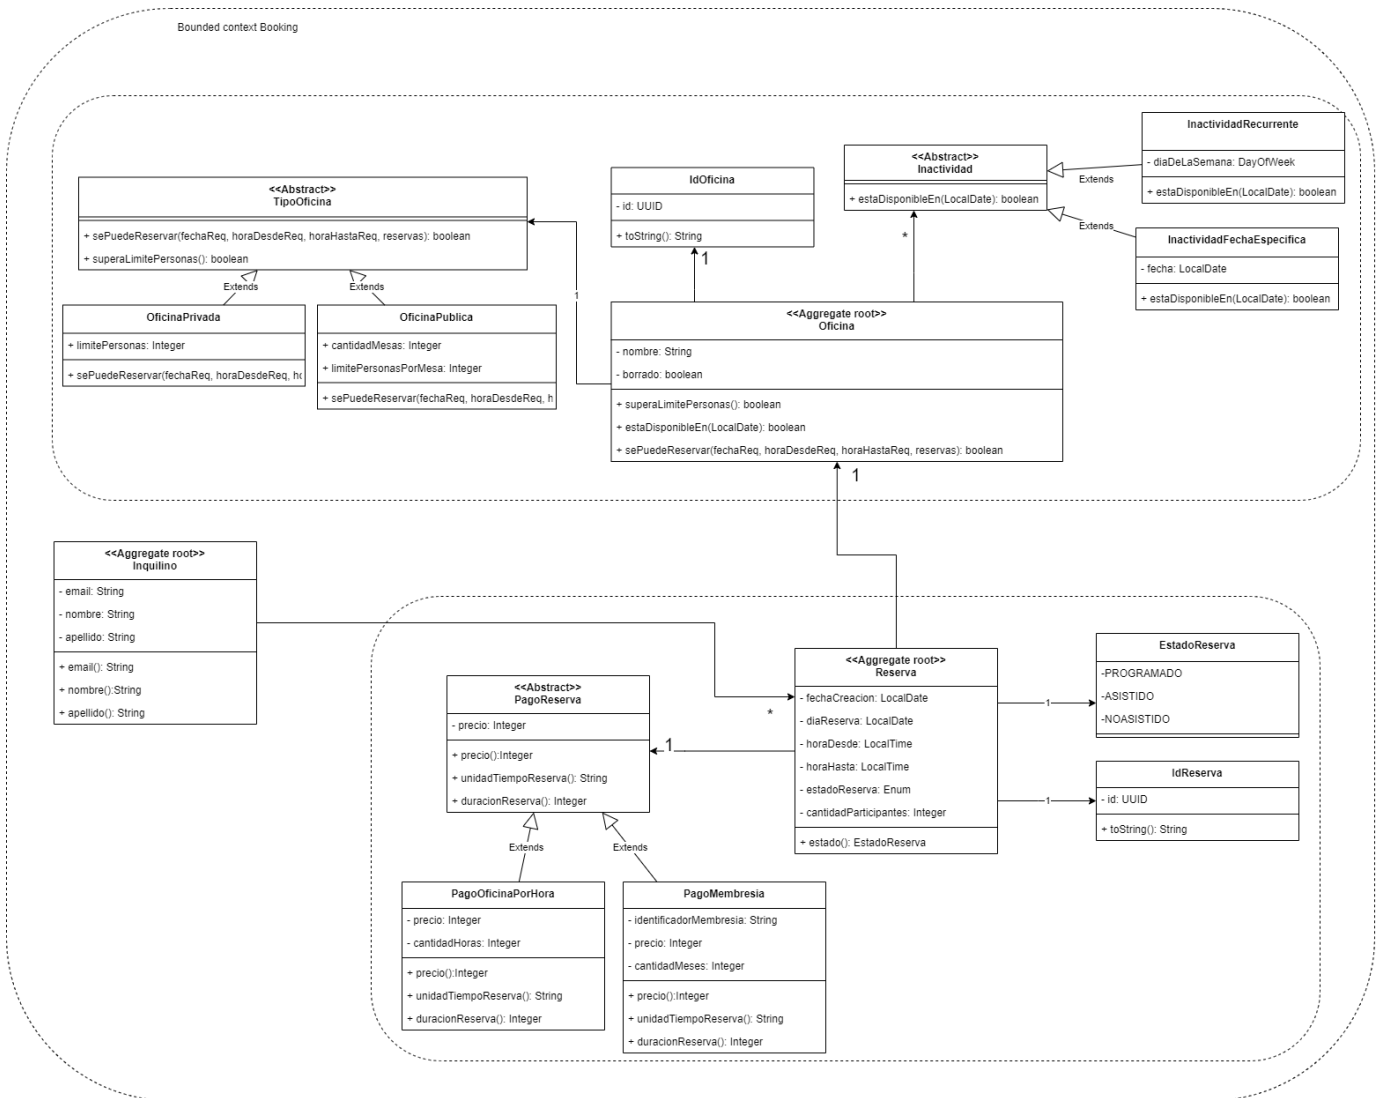 Bounded context Booking
<<Abstract>>
TipoOficina
+ sePuedeReservar(fechaReq, horaDesdeReq, horaHastaReq, reservas): boolean
+ superaLimitePersonas(): boolean
Extends
Extends
OficinaPrivada
+ limitePersonas: Integer
+ sePuedeReservar(fechaReq, horaDesdeReq, hc
OficinaPublica
+ cantidadMesas: Integer
+ limitePersonasPorMesa: Integer
+ sePuedeReservar(fechaReq, horaDesdeReq, h
1
IdOficina
- id: UUID
+ toString(): String
1
<<Abstract>>
Inactividad
+ estaDisponibleEn(LocalDate): boolean
*
Extends
Extends
InactividadRecurrente
- diaDeLaSemana: DayOfWeek
+ estaDisponibleEn(LocalDate): boolean
InactividadFechaEspecifica
- fecha: LocalDate
+ estaDisponibleEn(LocalDate): boolean
<<Aggregate root>>
Oficina
- nombre: String
- borrado: boolean
+ superaLimitePersonas(): boolean
+ estaDisponibleEn(LocalDate): boolean
+ sePuedeReservar(fechaReq, horaDesdeReq, horaHastaReq, reservas): boolean
1
<<Aggregate root>>
Inquilino
- email: String
- nombre: String
- apellido: String
+ email(): String
+ nombre():String
+ apellido(): String
*
<<Abstract>>
PagoReserva
- precio: Integer
+ precio():Integer
+ unidadTiempoReserva(): String
+ duracionReserva(): Integer
1
<<Aggregate root>>
Reserva
- fechaCreacion: LocalDate
- diaReserva: LocalDate
- horaDesde: LocalTime
- horaHasta: LocalTime
- estadoReserva: Enum
- cantidadParticipantes: Integer
+ estado(): EstadoReserva
1
EstadoReserva
-PROGRAMADO
-ASISTIDO
-NOASISTIDO
1
IdReserva
- id: UUID
+ toString(): String
Extends
Extends
PagoOficinaPorHora
- precio: Integer
- cantidadHoras: Integer
+ precio():Integer
+ unidadTiempoReserva(): String
+ duracionReserva(): Integer
PagoMembresia
- identificadorMembresia: String
- precio: Integer
- cantidadMeses: Integer
+ precio():Integer
+ unidadTiempoReserva(): String
+ duracionReserva(): Integer